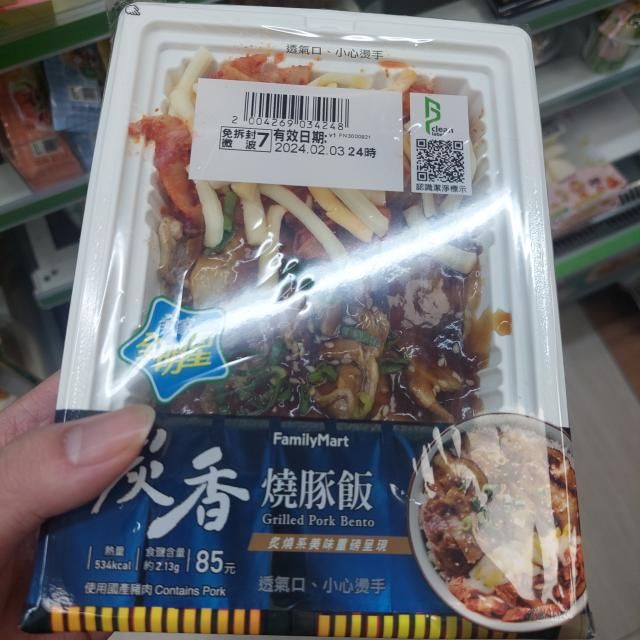 透氣口、小心燙手
2 004269 034248
免拆封 微波 7 有效日期: V1 FN3000821
2024.02.03 24時
clean
認識潔淨標示
FamilyMart
炭香
燒豚飯
Grilled Pork Bento
炙燒系美味重磅呈現
熱量 食鹽含量
534kcal 約2.13g 85元
使用國產豬肉 Contains Pork
透氣口、小心燙手